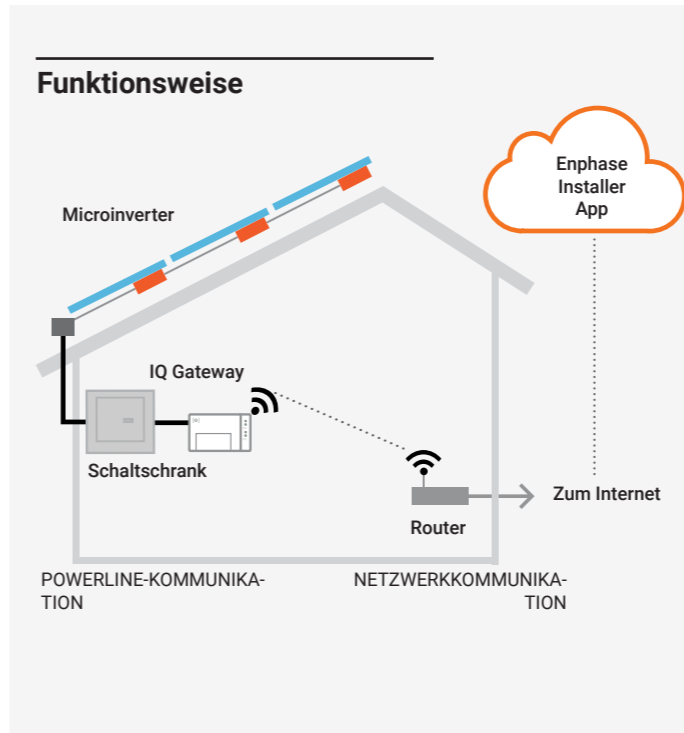 Funktionsweise
Enphase
Installer
App
Microinverter
IQ Gateway
Schaltschrank
Zum Internet
Router
POWERLINE-KOMMUNIKA-
TION
NETZWERKKOMMUNIKA-
TION